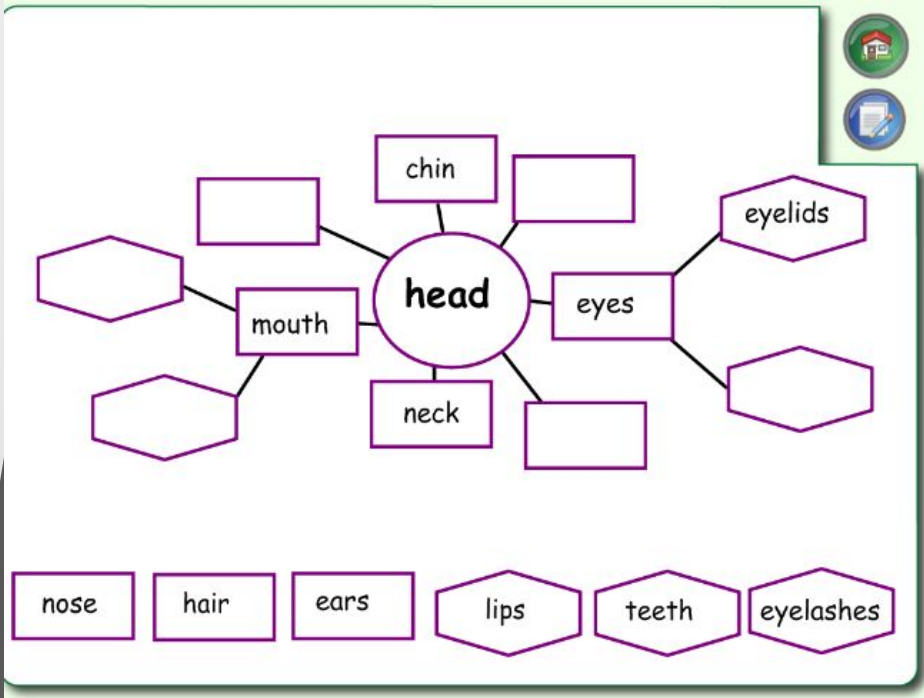 chin
eyelids
head
eyes
mouth
neck
nose
hair
ears
lips
teeth
eyelashes